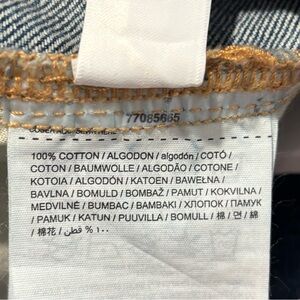 77085665
100% COTTON / ALGODON / algodón / COTÓ /
COTON / BAUMWOLLE / ALGODÃO / COTONE /
KOTOIA / ALGODÓN / KATOEN / BAWEŁNA /
BAVLNA / BOMULD / BOMBAŽ / PAMUT / KOKVILNA /
MEDVILNĖ / BUMBAC / BAMBAKI / ХЛОПОК / ПАМУК
/ PAMUK / KATUN / PUUVILLA / BOMULL / 棉 / 면 / 綿
/ 棉花 / قطن % ١٠٠